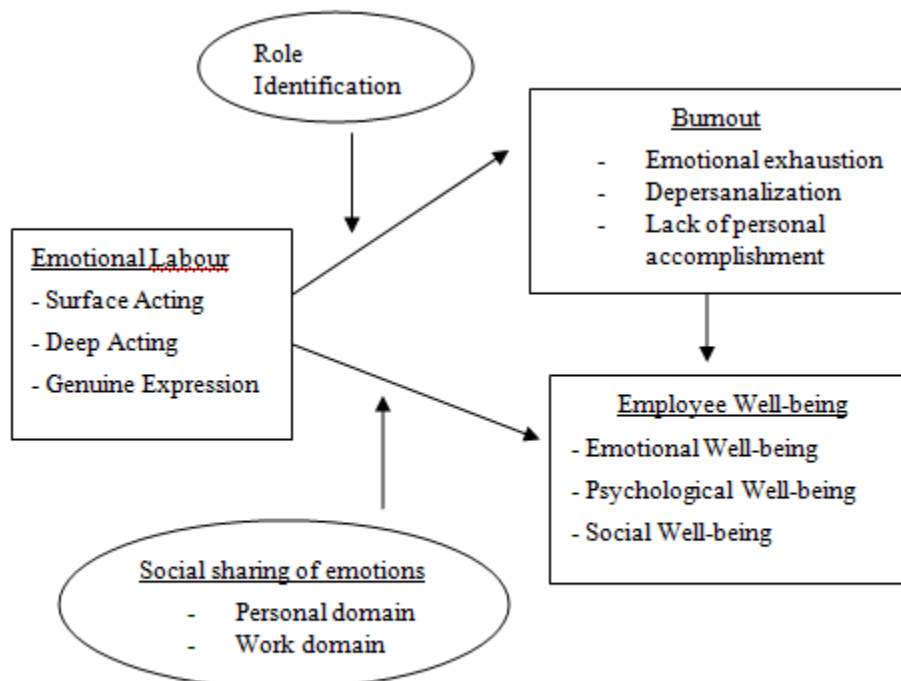 Role
Identification
Burnout
- Emotional exhaustion
- Depersanalization
- Lack of personal
accomplishment
Emotional Labour
- Surface Acting
- Deep Acting
- Genuine Expression
Employee Well-being
- Emotional Well-being
- Psychological Well-being
- Social Well-being
Social sharing of emotions
- Personal domain
- Work domain